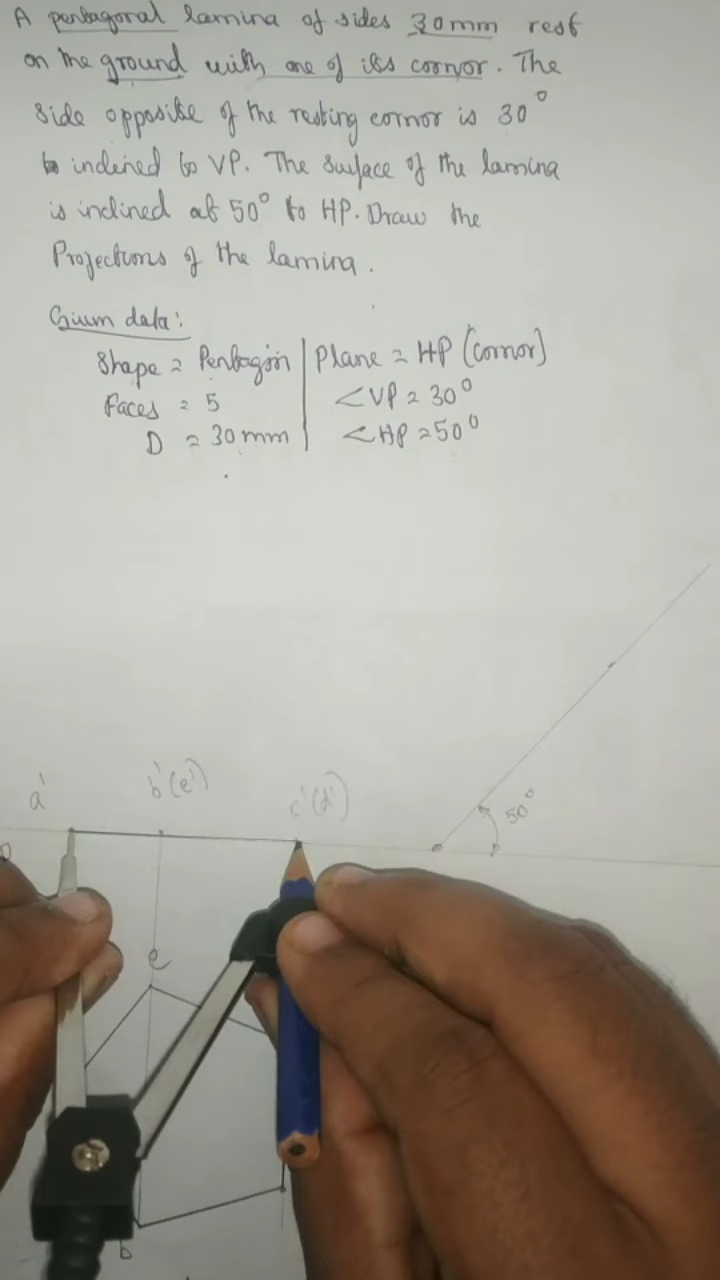 A pentagonal lamina of sides 30mm rest
on the ground with one of its cornor. The
side opposite of the resting cornor is 30°
inclined to VP. The surface of the lamina
is inclined at 50° to HP. Draw the
Projections of the lamina.
Given data:
Shape = Pentagon | Plane = HP (cornor)
Faces = 5 | <VP = 30°
D = 30mm | <HP = 50°
a' b'(e') c'(d') 50°
e
b